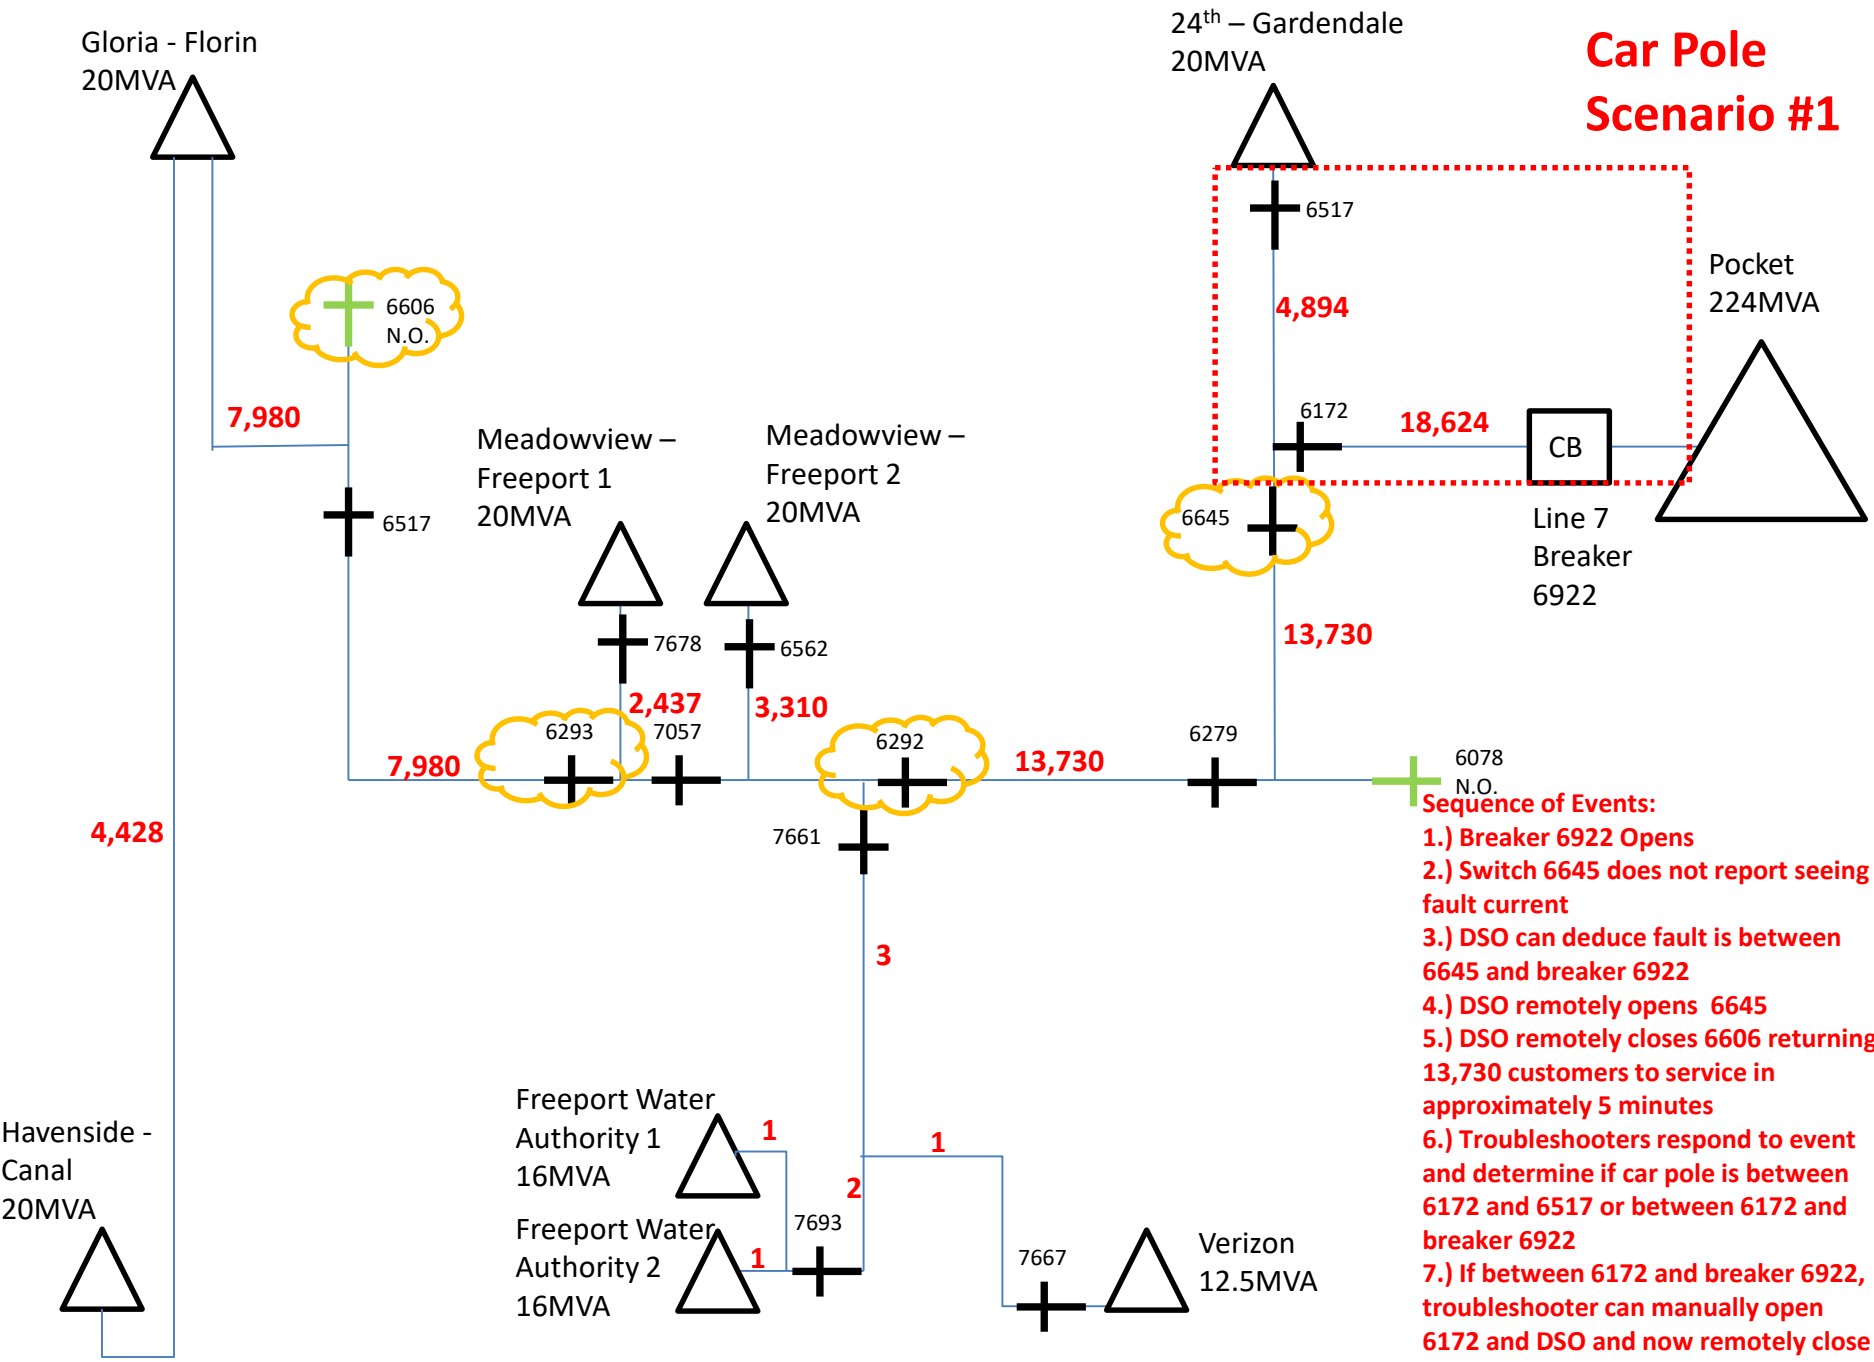 Gloria - Florin
20MVA
24th – Gardendale
20MVA
Car Pole
Scenario #1
6517
Pocket
224MVA
6606
N.O.
4,894
7,980
6172
18,624
CB
Meadowview –
Freeport 1
20MVA
Meadowview –
Freeport 2
20MVA
6517
6645
Line 7
Breaker
6922
7678
6562
13,730
2,437
3,310
6293
7057
6292
6279
7,980
13,730
6078
N.O.
4,428
7661
3
Sequence of Events:
1.) Breaker 6922 Opens
2.) Switch 6645 does not report seeing
fault current
3.) DSO can deduce fault is between
6645 and breaker 6922
4.) DSO remotely opens 6645
5.) DSO remotely closes 6606 returning
13,730 customers to service in
approximately 5 minutes
6.) Troubleshooters respond to event
and determine if car pole is between
6172 and 6517 or between 6172 and
breaker 6922
7.) If between 6172 and breaker 6922,
troubleshooter can manually open
6172 and DSO and now remotely close
Havenside -
Canal
20MVA
Freeport Water
Authority 1
16MVA
1
1
2
Freeport Water
Authority 2
16MVA
1
7693
7667
Verizon
12.5MVA